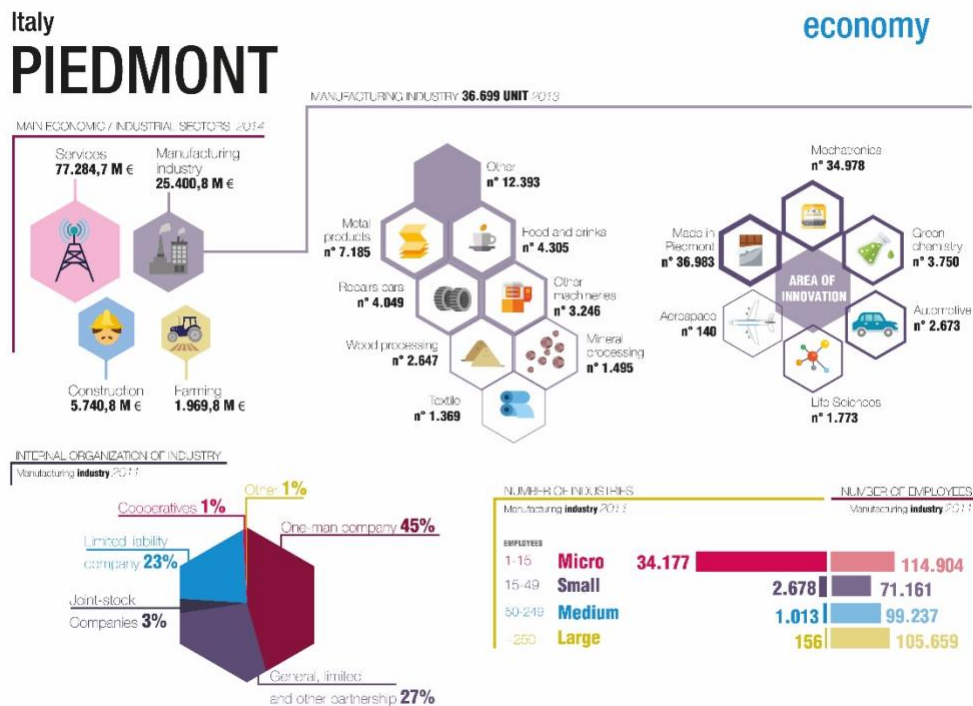 Italy
PIEDMONT
economy
MANUFACTURING INDUSTRY 36.699 UNIT 2013
MAIN ECONOMIC / INDUSTRIAL SECTORS 2014
Services
77.284,7 M €
Manufacturing
industry
25.400,8 M €
Construction
5.740,8 M €
Farming
1.969,8 M €
Other
n° 12.393
Metal
products
n° 7.185
Food and drinks
n° 4.305
Repairs cars
n° 4.049
Other
machineries
n° 3.246
Wood processing
n° 2.647
Mineral
processing
n° 1.495
Textile
n° 1.369
Mechatronics
n° 34.978
Made in
Piedmont
n° 36.983
Green
chemistry
n° 3.750
AREA OF
INNOVATION
Aerospace
n° 140
Automotive
n° 2.673
Life Sciences
n° 1.773
INTERNAL ORGANIZATION OF INDUSTRY
Manufacturing industry 2011
Other 1%
Cooperatives 1%
One-man company 45%
Limited liability
company 23%
Joint-stock
Companies 3%
General, limited
and other partnership 27%
NUMBER OF INDUSTRIES
Manufacturing industry 2011
NUMBER OF EMPLOYEES
Manufacturing industry 2011
EMPLOYEES
1-15 Micro 34.177 114.904
15-49 Small 2.678 71.161
50-249 Medium 1.013 99.237
250 Large 156 105.659